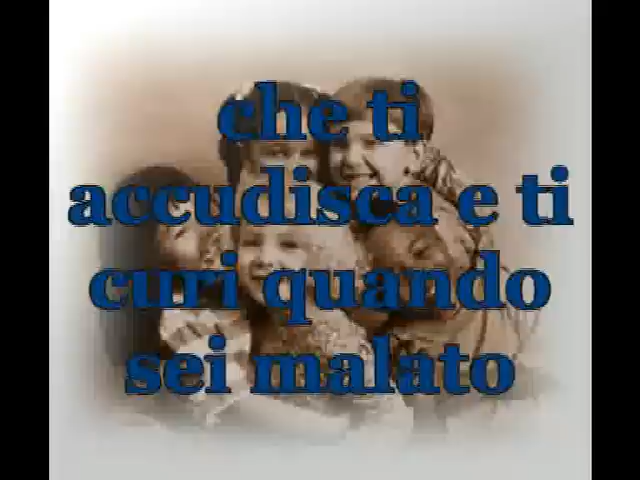 che ti
accudisca e ti
curi quando
sei malato